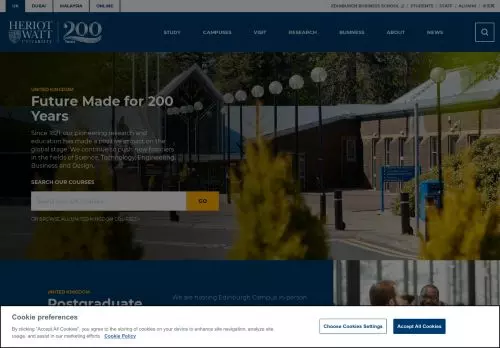 UK DUBAI MALAYSIA ONLINE
EDINBURGH BUSINESS SCHOOL STUDENTS STAFF ALUMNI 中文网
HERIOT WATT UNIVERSITY 200 Years
STUDY CAMPUSES VISIT RESEARCH BUSINESS ABOUT NEWS
UNITED KINGDOM
Future Made for 200
Years
Since 1821, our pioneering research and
education has made a positive impact on the
global stage. We continue to push new frontiers
in the fields of Science, Technology, Engineering,
Business and Design.
SEARCH OUR COURSES
GO
OR BROWSE ALL UNITED KINGDOM COURSES
UNITED KINGDOM
Postgraduate
We are hosting Edinburgh Campus in-person
Cookie preferences
By clicking "Accept All Cookies", you agree to the storing of cookies on your device to enhance site navigation, analyze site
usage, and assist in our marketing efforts. Cookie Policy
Choose Cookies Settings
Accept All Cookies